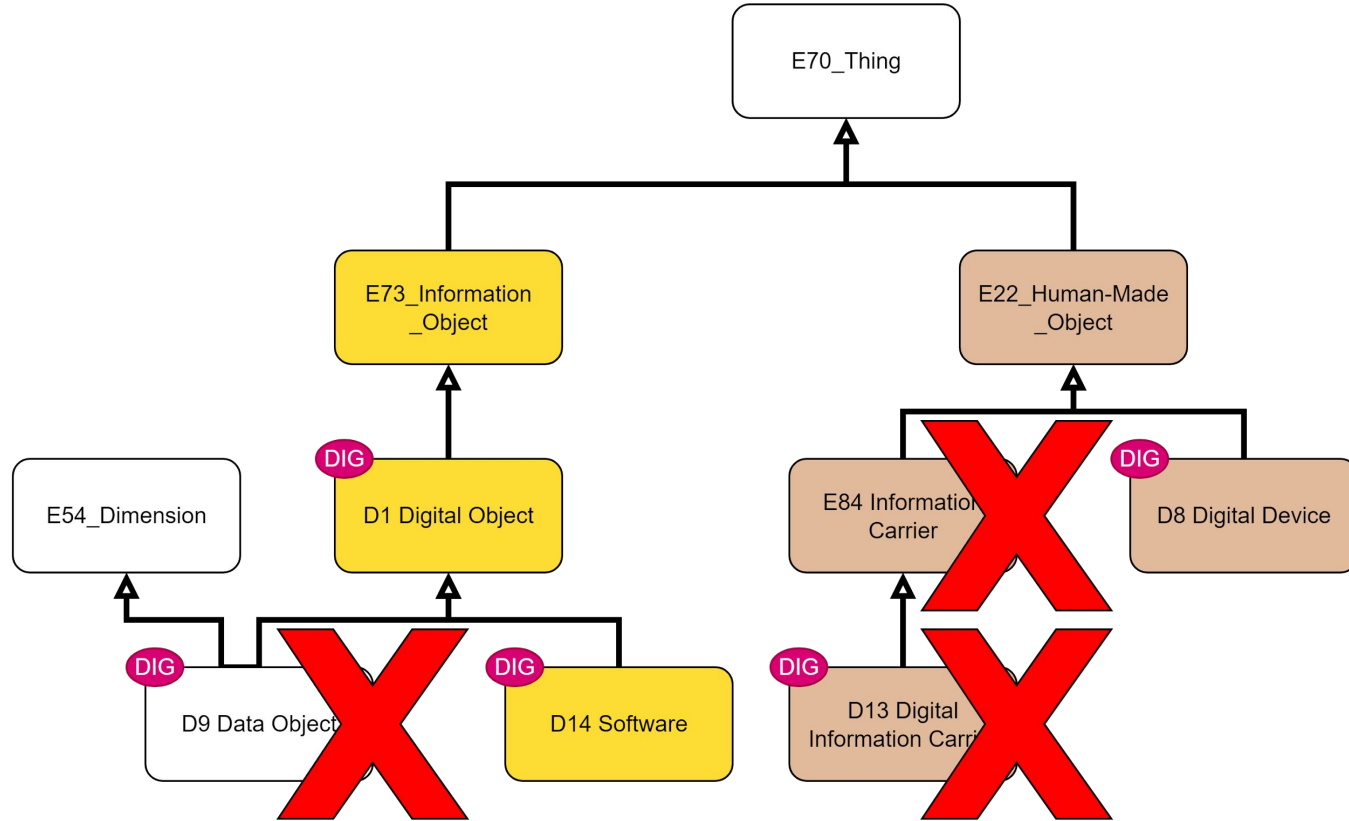 E70_Thing
E73_Information
_Object
E22_Human-Made
_Object
DIG
DIG
E54_Dimension
D1 Digital Object
E84 Information
Carrier
D8 Digital Device
DIG
DIG
DIG
D9 Data Object
D14 Software
D13 Digital
Information Carri